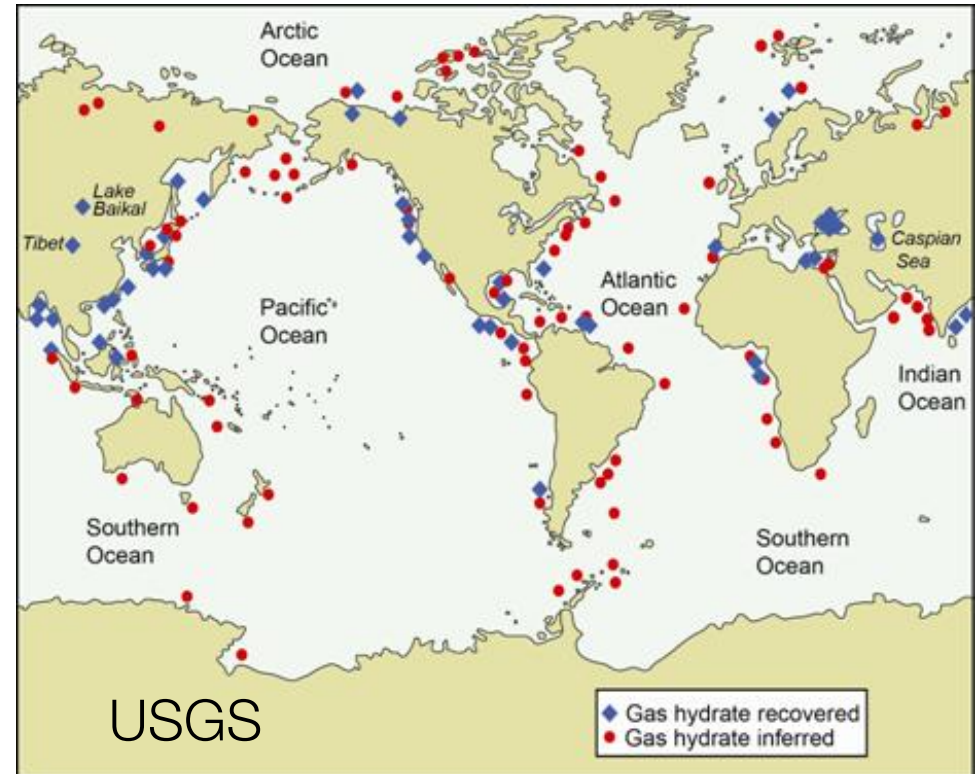 Arctic
Ocean
Lake
Baikal
Tibet
Caspian
Sea
Pacific
Ocean
Atlantic
Ocean
Indian
Ocean
Southern
Ocean
Southern
Ocean
USGS
Gas hydrate recovered
Gas hydrate inferred